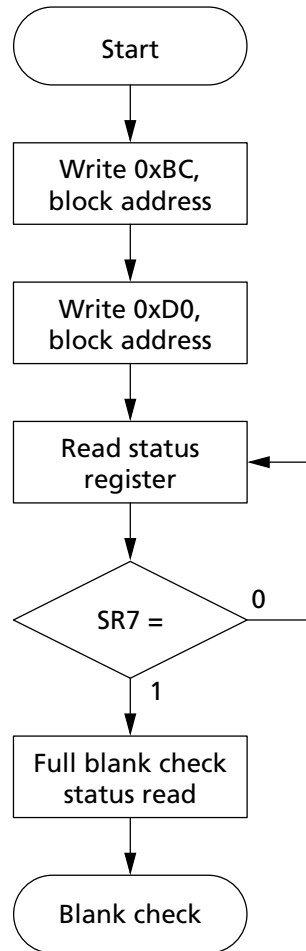 Start
Write 0xBC,
block address
Write 0xD0,
block address
Read status
register
SR7 =
0
1
Full blank check
status read
Blank check